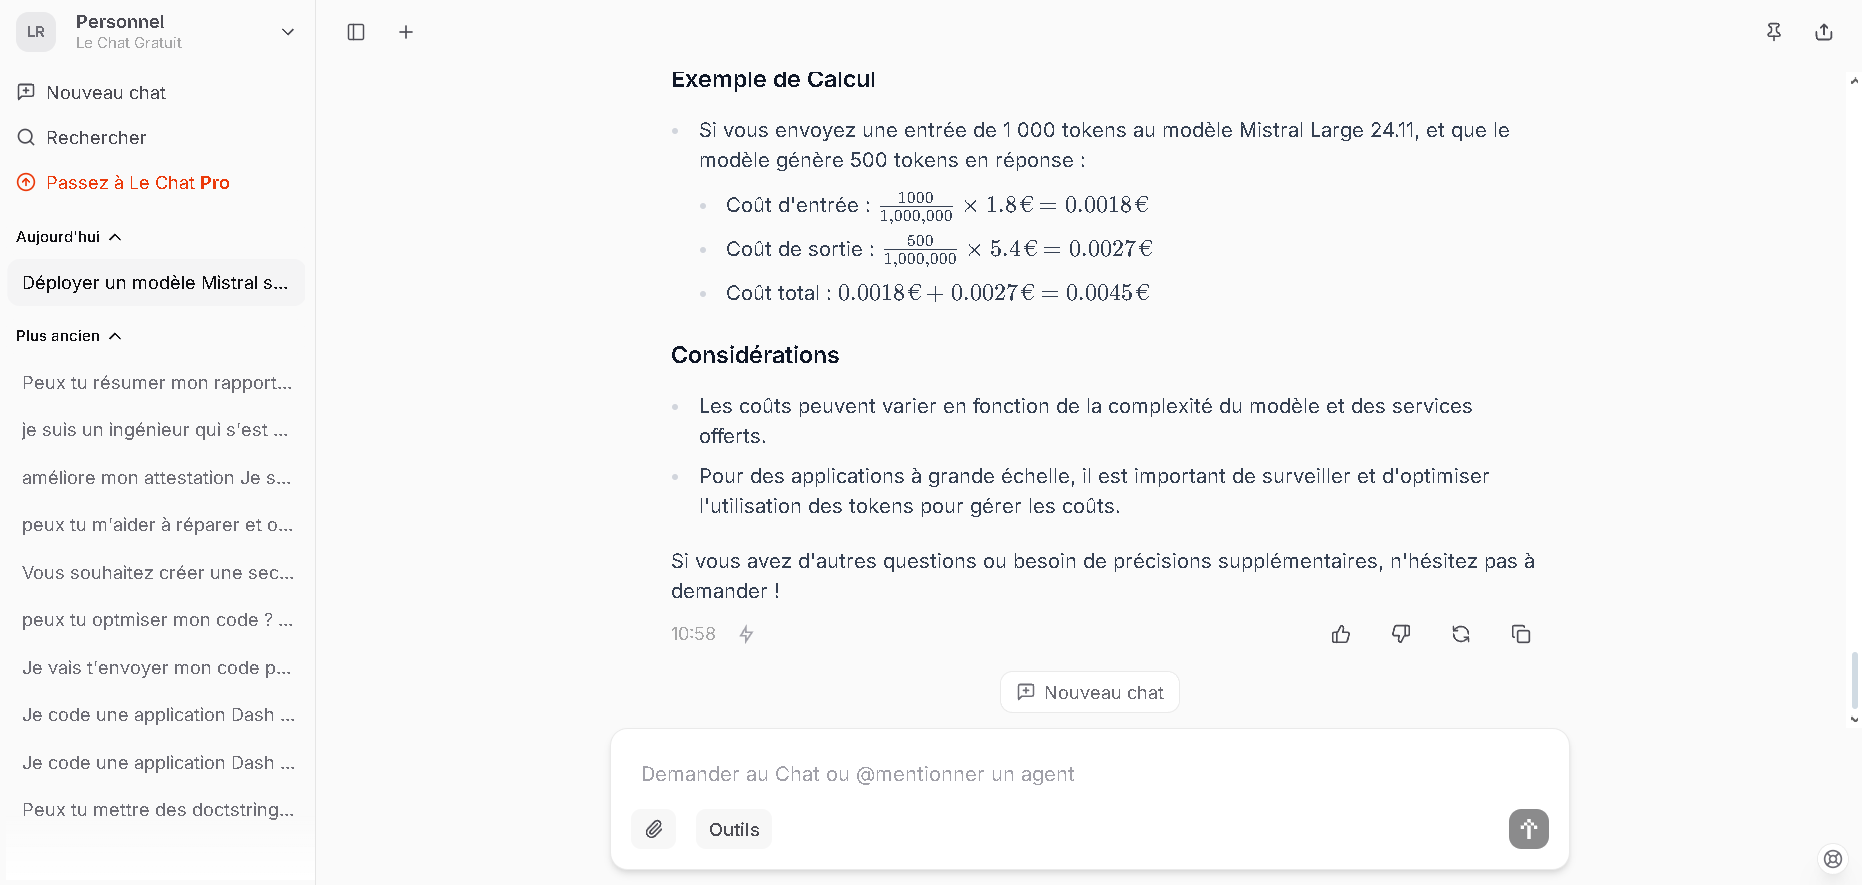 LR
Personnel
Le Chat Gratuit
Nouveau chat
Rechercher
Passez à Le Chat Pro
Aujourd'hui
Déployer un modèle Mistral s...
Plus ancien
Peux tu résumer mon rapport...
je suis un ingénieur qui s'est ...
améliore mon attestation Je s...
peux tu m'aider à réparer et o...
Vous souhaitez créer une sec...
peux tu optmiser mon code ? ...
Je vais t'envoyer mon code p...
Je code une application Dash ...
Je code une application Dash ...
Peux tu mettre des doctstring...
Exemple de Calcul
Si vous envoyez une entrée de 1 000 tokens au modèle Mistral Large 24.11, et que le
modèle génère 500 tokens en réponse :
Coût d'entrée : 1000/1,000,000 × 1.8 € = 0.0018 €
Coût de sortie : 500/1,000,000 × 5.4 € = 0.0027 €
Coût total : 0.0018 € + 0.0027 € = 0.0045 €
Considérations
Les coûts peuvent varier en fonction de la complexité du modèle et des services
offerts.
Pour des applications à grande échelle, il est important de surveiller et d'optimiser
l'utilisation des tokens pour gérer les coûts.
Si vous avez d'autres questions ou besoin de précisions supplémentaires, n'hésitez pas à
demander !
10:58
Nouveau chat
Demander au Chat ou @mentionner un agent
Outils